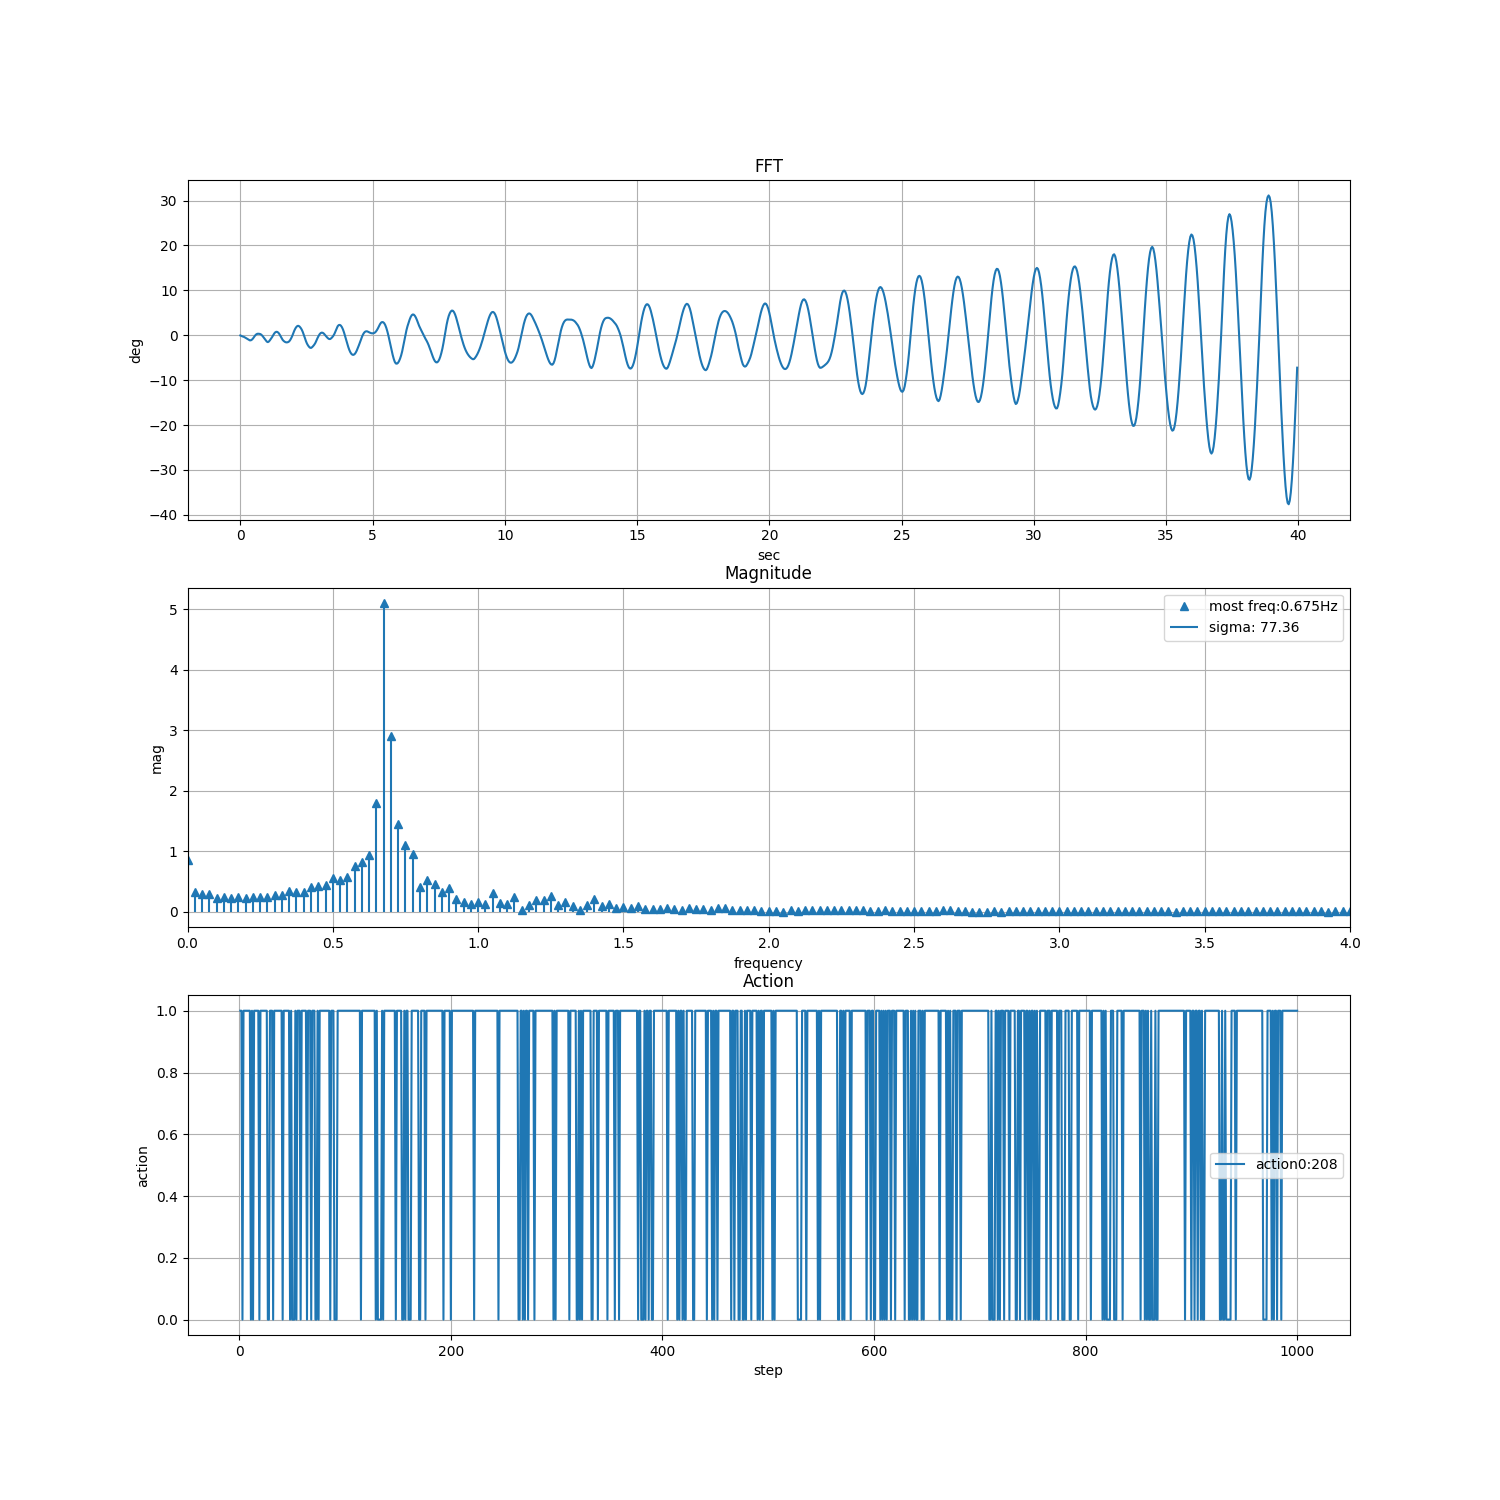 FFT
30
20
10
0
−10
−20
−30
−40
deg
0 5 10 15 20 25 30 35 40
sec
Magnitude
5
4
3
2
1
0
mag
most freq:0.675Hz
sigma: 77.36
0.0 0.5 1.0 1.5 2.0 2.5 3.0 3.5 4.0
frequency
Action
1.0
0.8
0.6
0.4
0.2
0.0
action
action0:208
0 200 400 600 800 1000
step